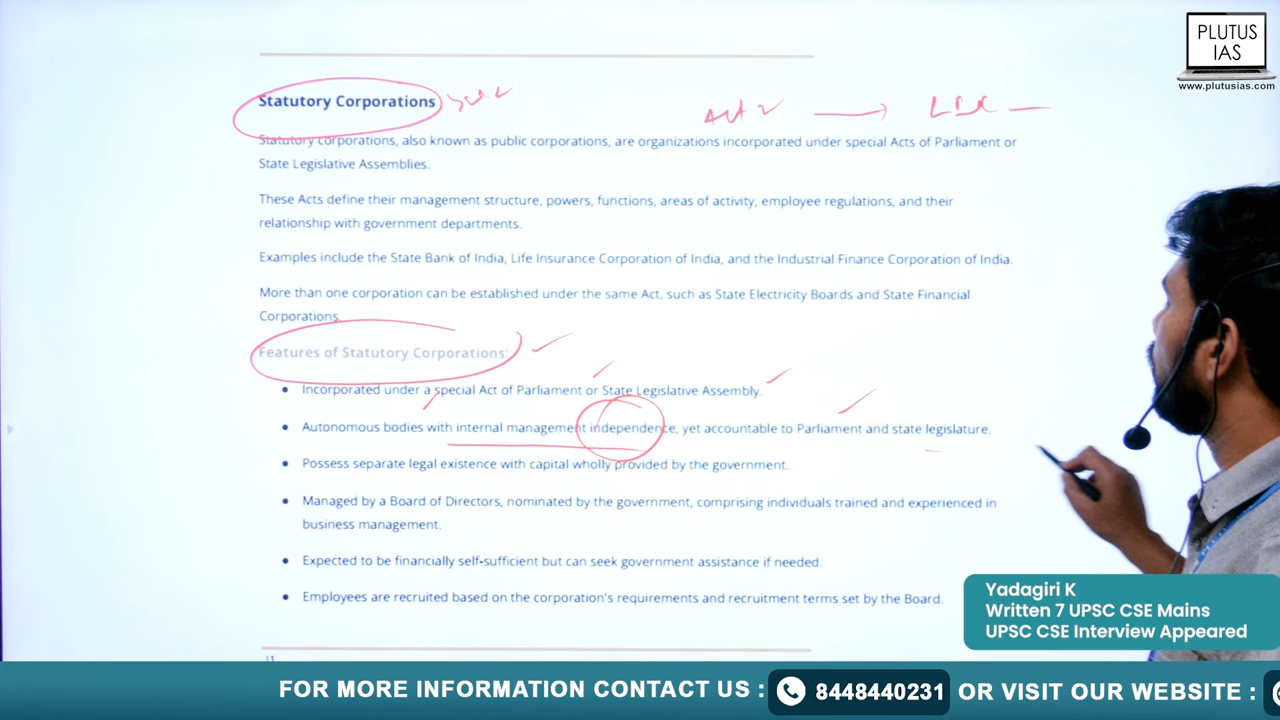 PLUTUS
IAS
www.plutusias.com
Statutory Corporations
Statutory corporations, also known as public corporations, are organizations incorporated under special Acts of Parliament or
State Legislative Assemblies.
These Acts define their management structure, powers, functions, areas of activity, employee regulations, and their
relationship with government departments.
Examples include the State Bank of India, Life Insurance Corporation of India, and the Industrial Finance Corporation of India.
More than one corporation can be established under the same Act, such as State Electricity Boards and State Financial
Corporations.
Features of Statutory Corporations:
• Incorporated under a special Act of Parliament or State Legislative Assembly.
• Autonomous bodies with internal management independence, yet accountable to Parliament and state legislature.
• Possess separate legal existence with capital wholly provided by the government.
• Managed by a Board of Directors, nominated by the government, comprising individuals trained and experienced in
business management.
• Expected to be financially self-sufficient but can seek government assistance if needed.
• Employees are recruited based on the corporation's requirements and recruitment terms set by the Board.
Yadagiri K
Written 7 UPSC CSE Mains
UPSC CSE Interview Appeared
FOR MORE INFORMATION CONTACT US : 8448440231 OR VISIT OUR WEBSITE :